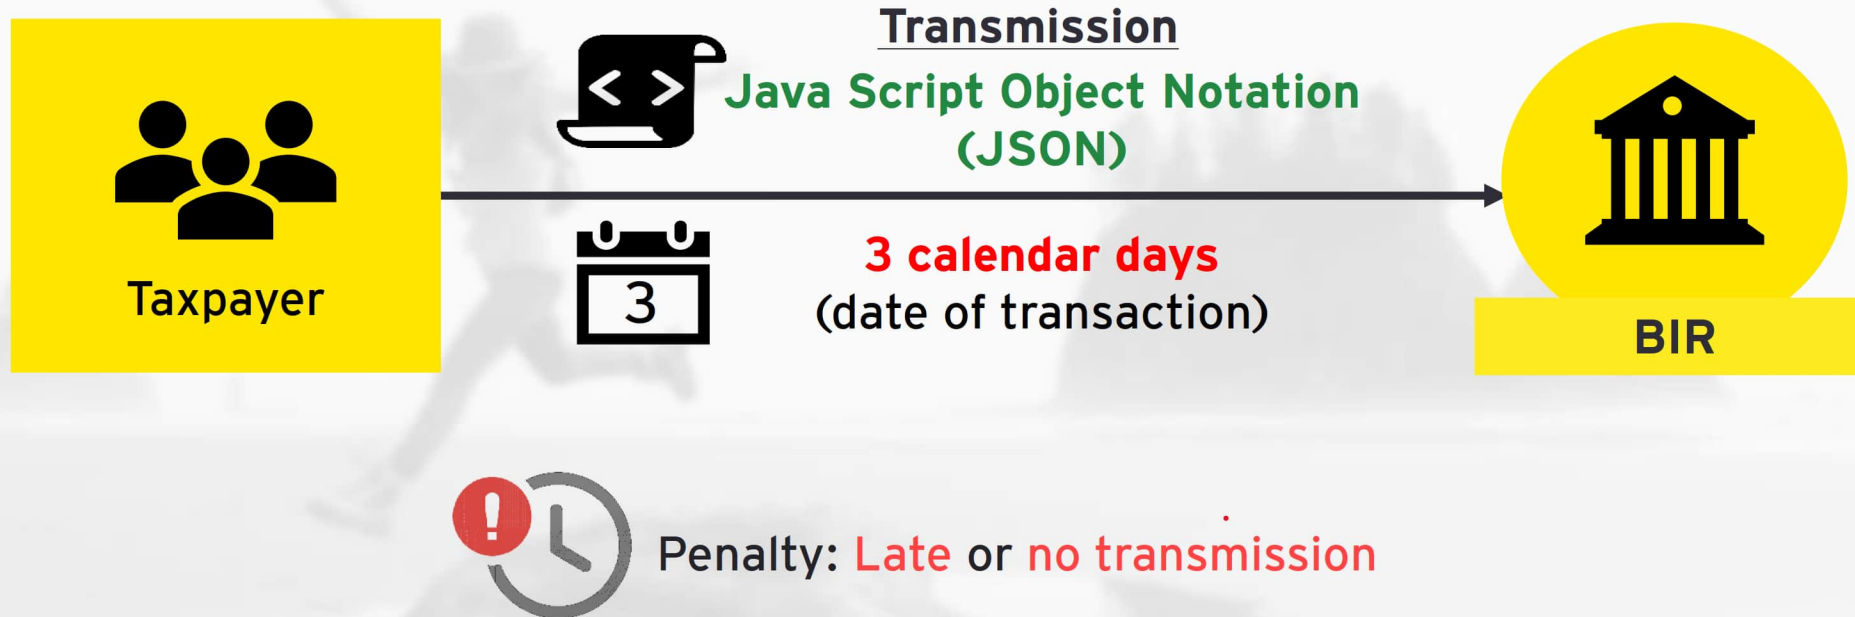 Transmission
Java Script Object Notation
(JSON)
Taxpayer
3
3 calendar days
(date of transaction)
BIR
Penalty: Late or no transmission